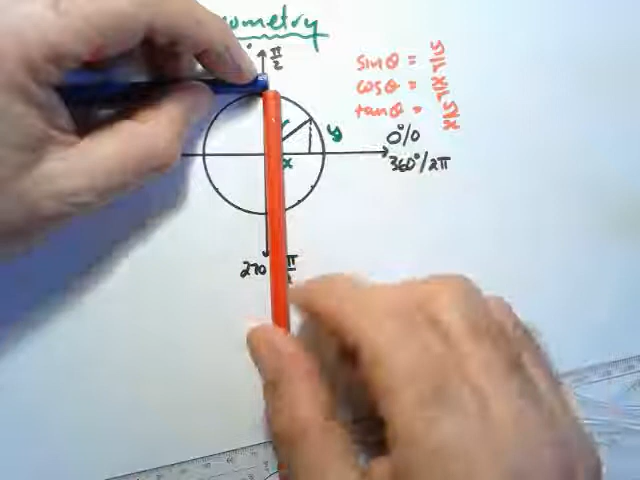 ometry
π/2
sinθ = y/r
cosθ = x/r
tanθ = y/x
r
y
x
0°/0
360°/2π
270
π